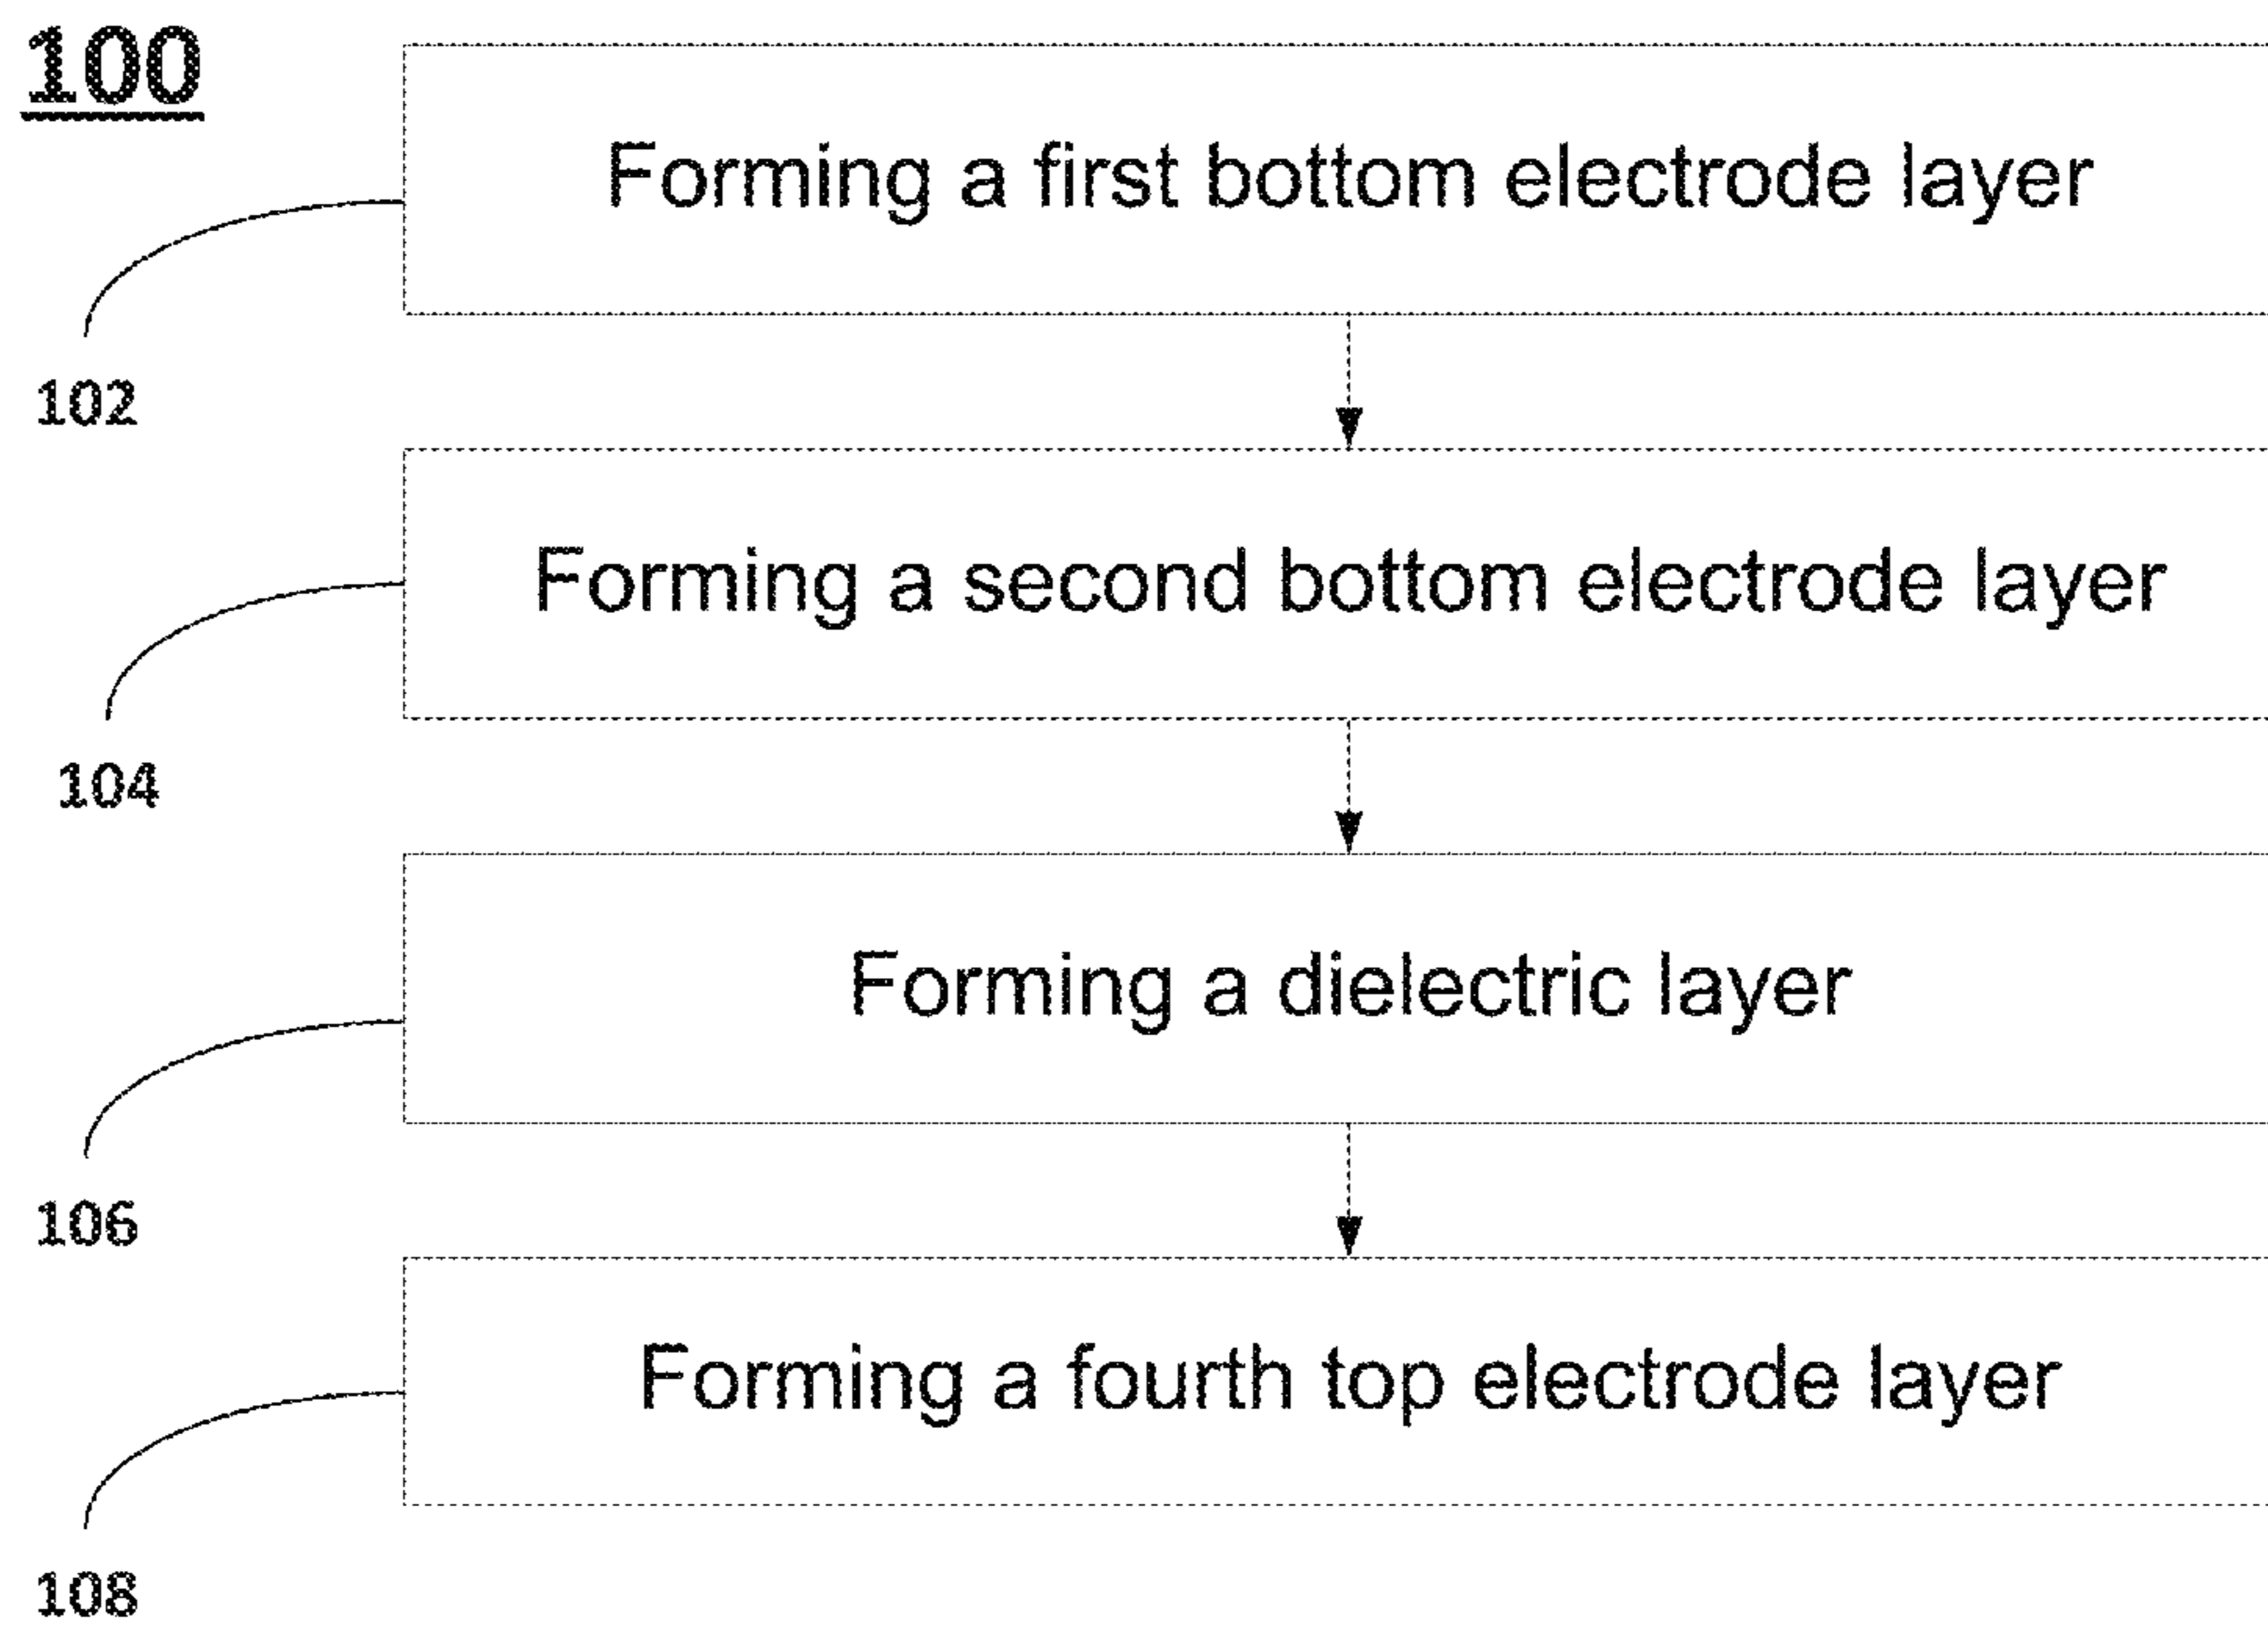 100
Forming a first bottom electrode layer
102
Forming a second bottom electrode layer
104
Forming a dielectric layer
106
Forming a fourth top electrode layer
108